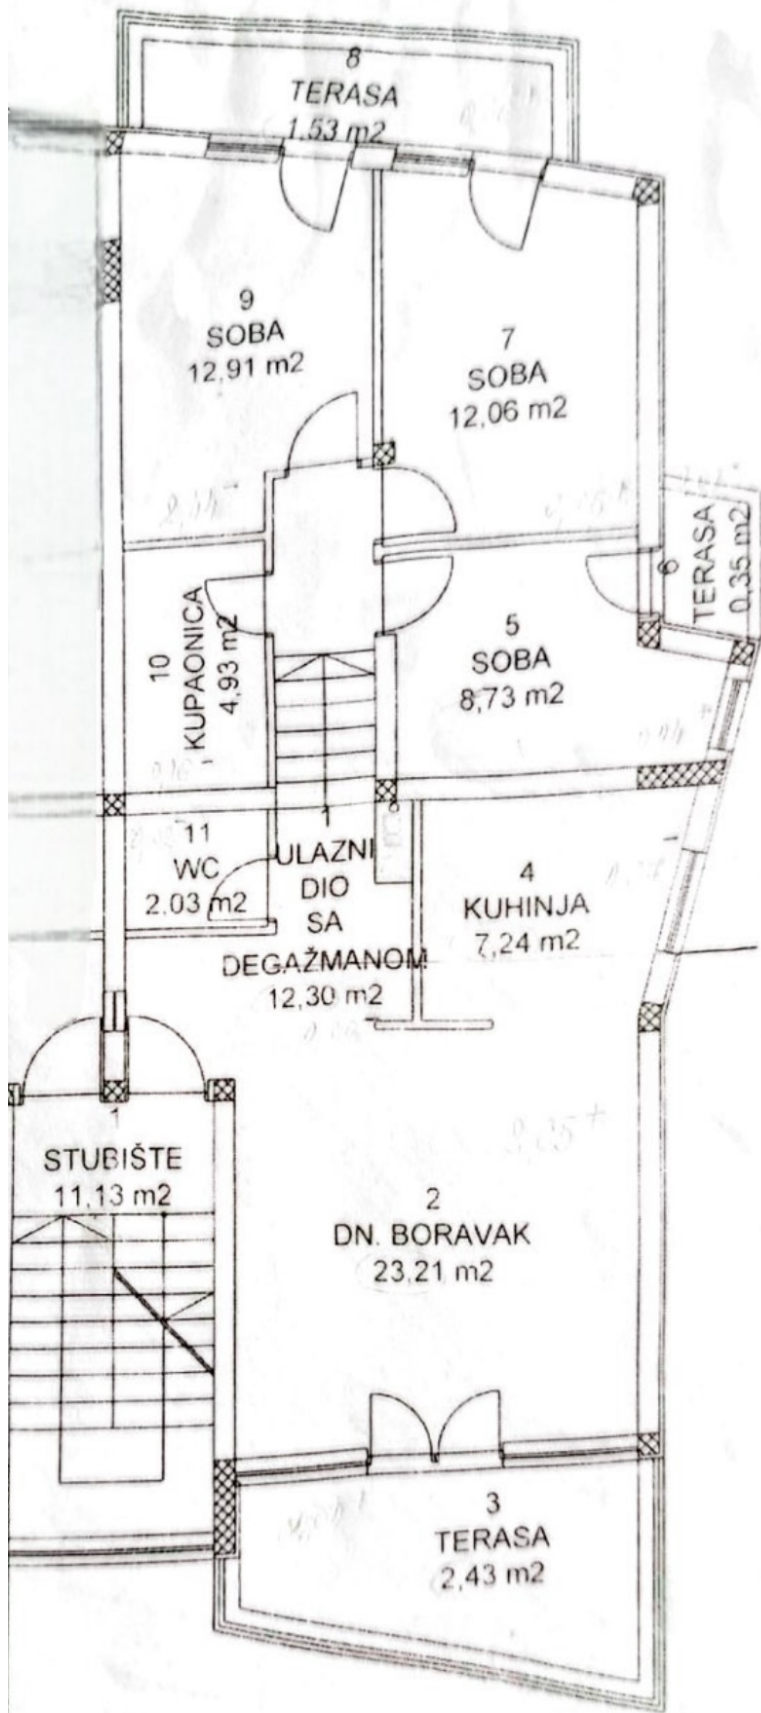 8
TERASA
1,53 m2
9
SOBA
12,91 m2
7
SOBA
12,06 m2
6
TERASA
0,35 m2
5
SOBA
8,73 m2
10
KUPAONICA
4,93 m2
11
WC
2,03 m2
1
ULAZNI
DIO
SA
DEGAŽMANOM
12,30 m2
4
KUHINJA
7,24 m2
1
STUBIŠTE
11,13 m2
2
DN. BORAVAK
23,21 m2
3
TERASA
2,43 m2